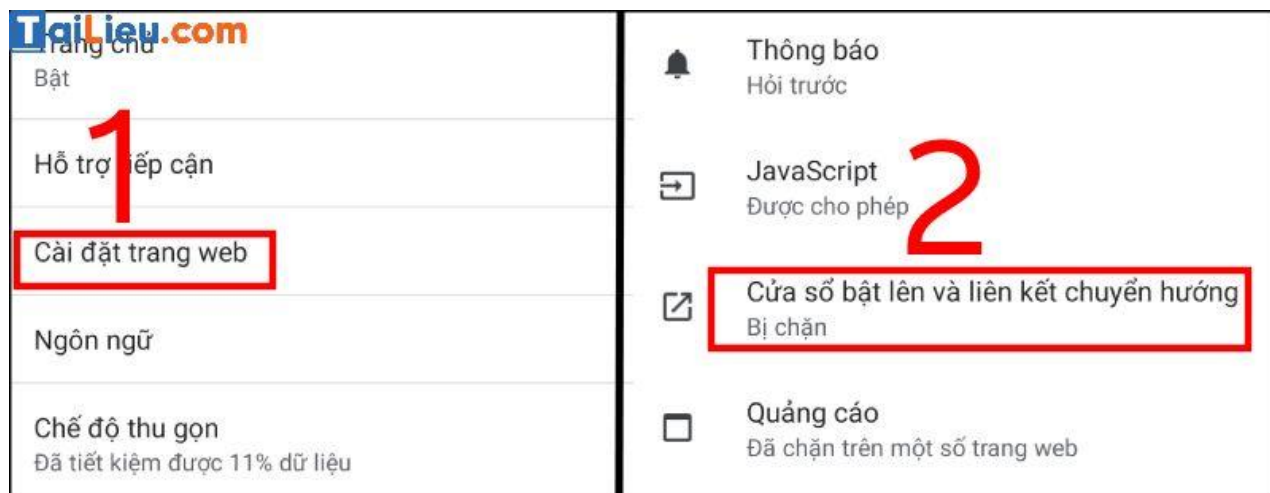 TaiLieu.com
Trang chủ
Bật
1
Hỗ trợ tiếp cận
Cài đặt trang web
Ngôn ngữ
Chế độ thu gọn
Đã tiết kiệm được 11% dữ liệu
Thông báo
Hỏi trước
2
JavaScript
Được cho phép
Cửa sổ bật lên và liên kết chuyển hướng
Bị chặn
Quảng cáo
Đã chặn trên một số trang web